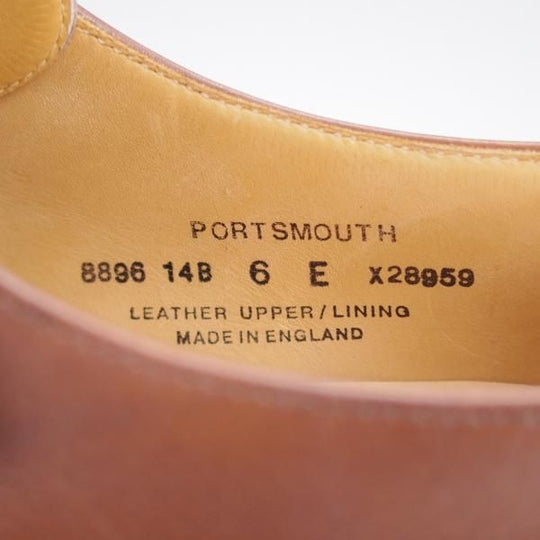 PORTSMOUTH
8896 14B 6 E X28959
LEATHER UPPER/LINING
MADE IN ENGLAND